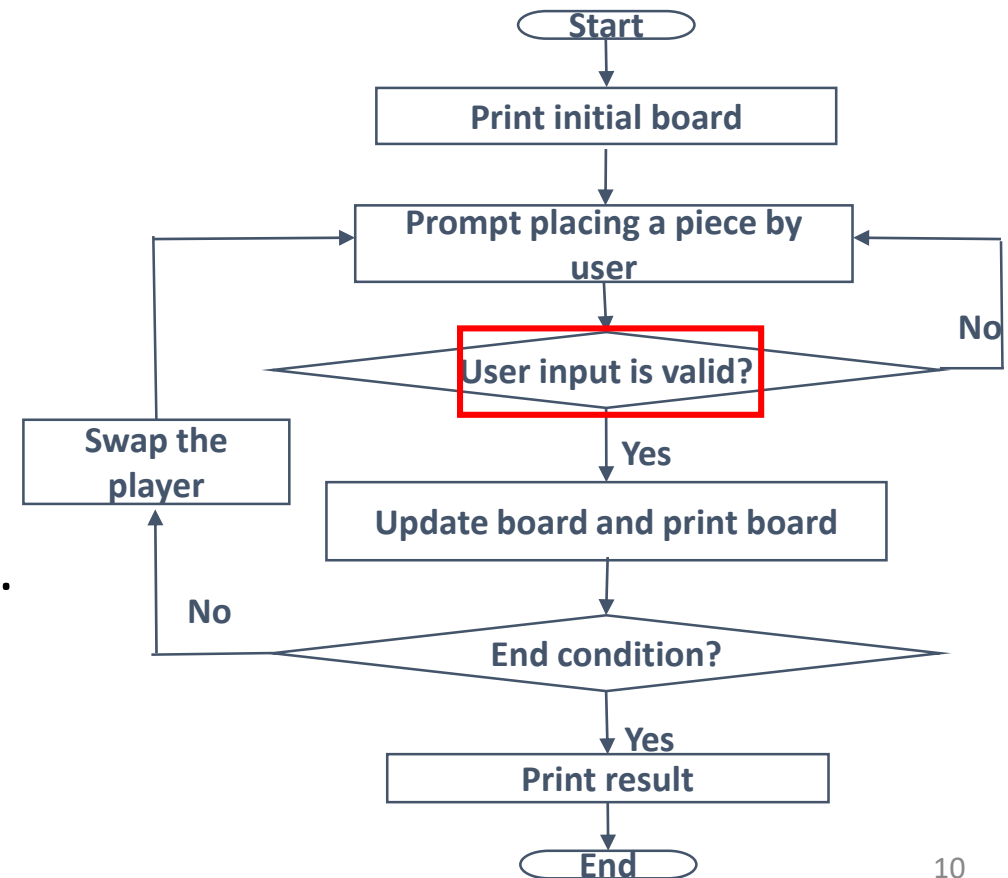 Start
Print initial board
Prompt placing a piece by
user
No
User input is valid?
Yes
Swap the
player
Update board and print board
.
No
End condition?
Yes
Print result
End
10